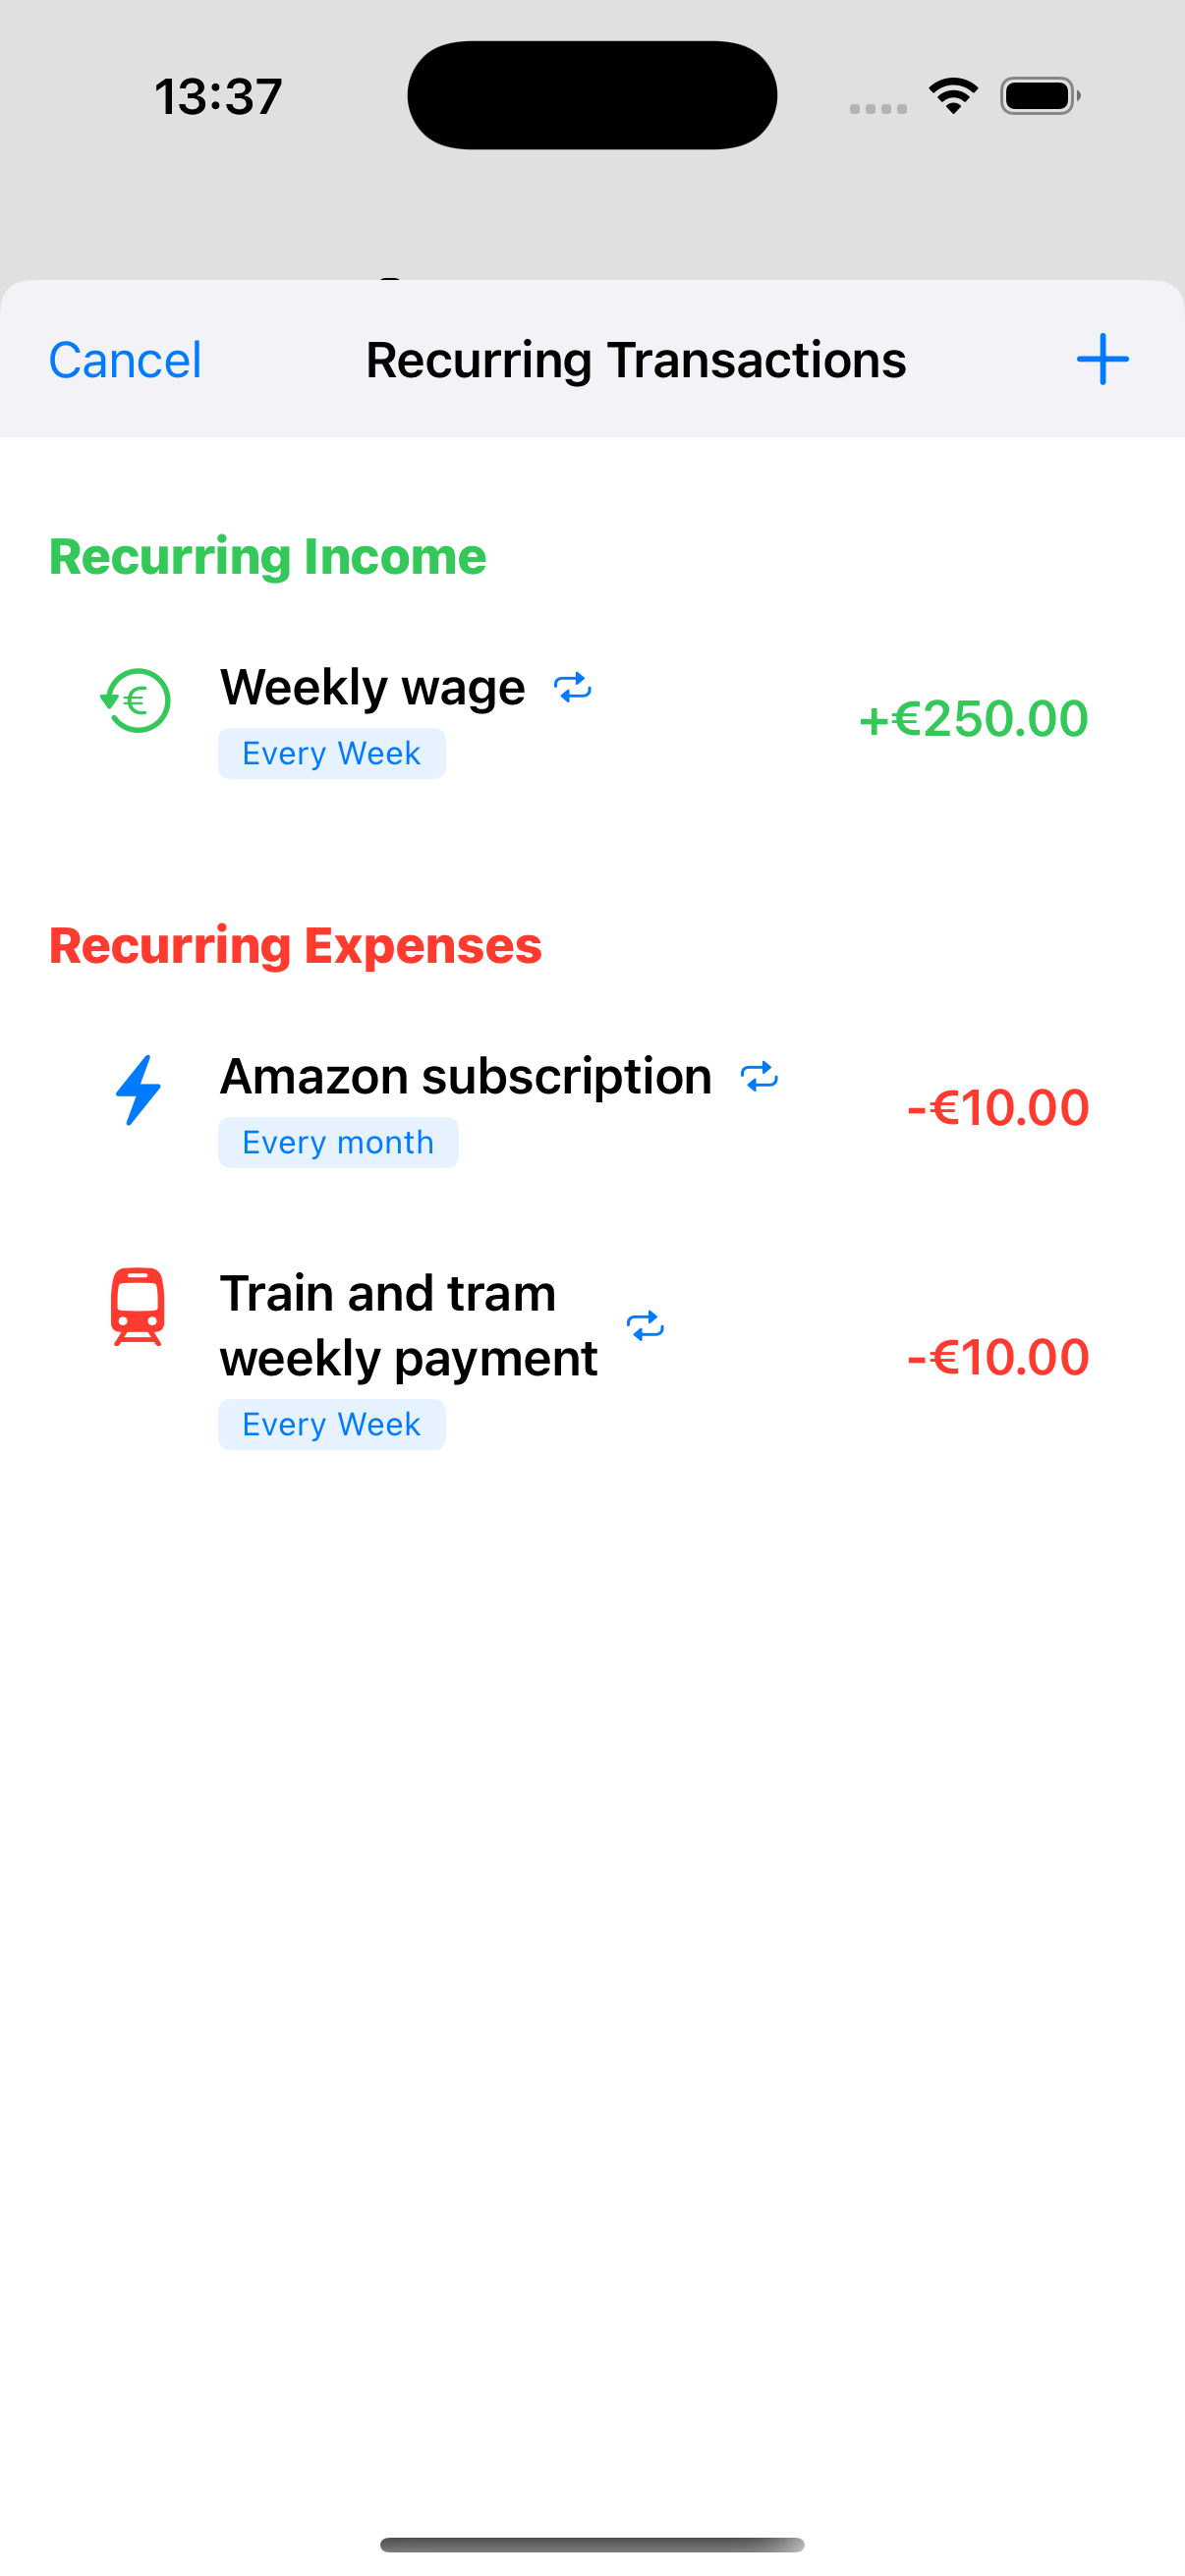 13:37
Cancel
Recurring Transactions
Recurring Income
Weekly wage
Every Week
+€250.00
Recurring Expenses
Amazon subscription
Every month
-€10.00
Train and tram
weekly payment
Every Week
-€10.00